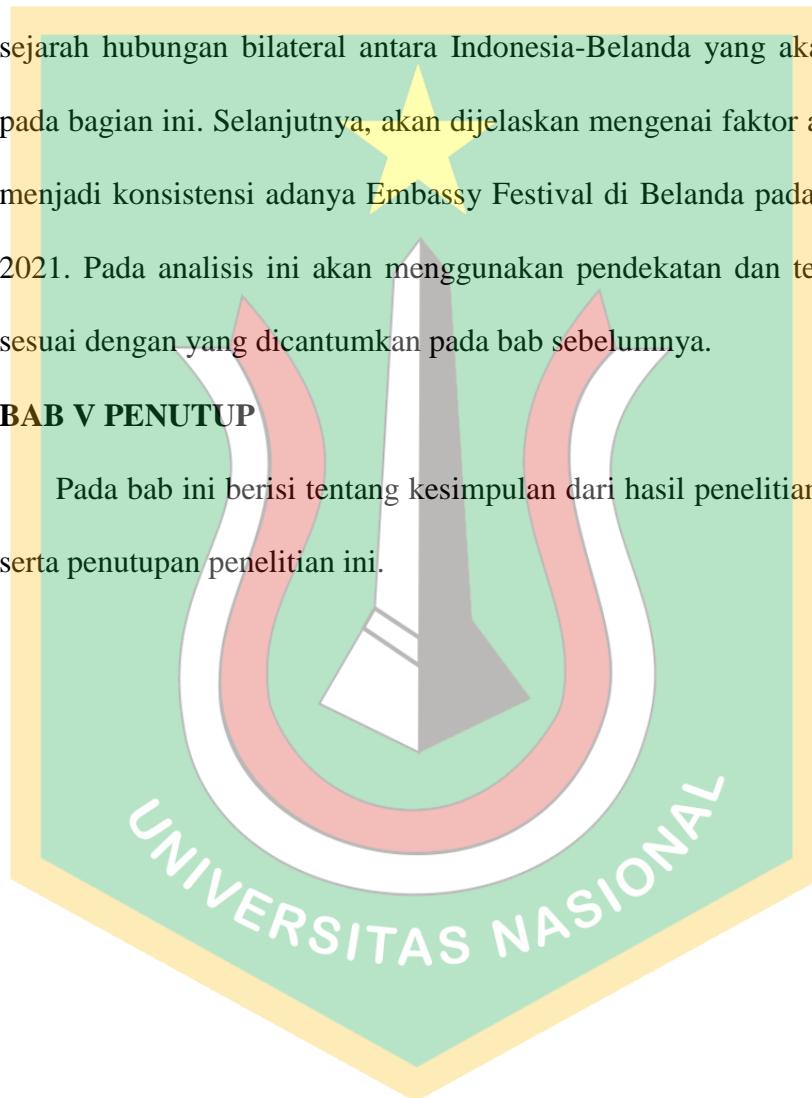 sejarah hubungan bilateral antara Indonesia-Belanda yang
pada bagian ini. Selanjutnya, akan dijelaskan mengenai faktor
menjadi konsistensi adanya Embassy Festival di Belanda pada
2021. Pada analisis ini akan menggunakan pendekatan dan
sesuai dengan yang dicantumkan pada bab sebelumnya.
BAB V PENUTUP
Pada bab ini berisi tentang kesimpulan dari hasil penelitian
serta penutupan penelitian ini.
UNIVERSITAS NASIONAL